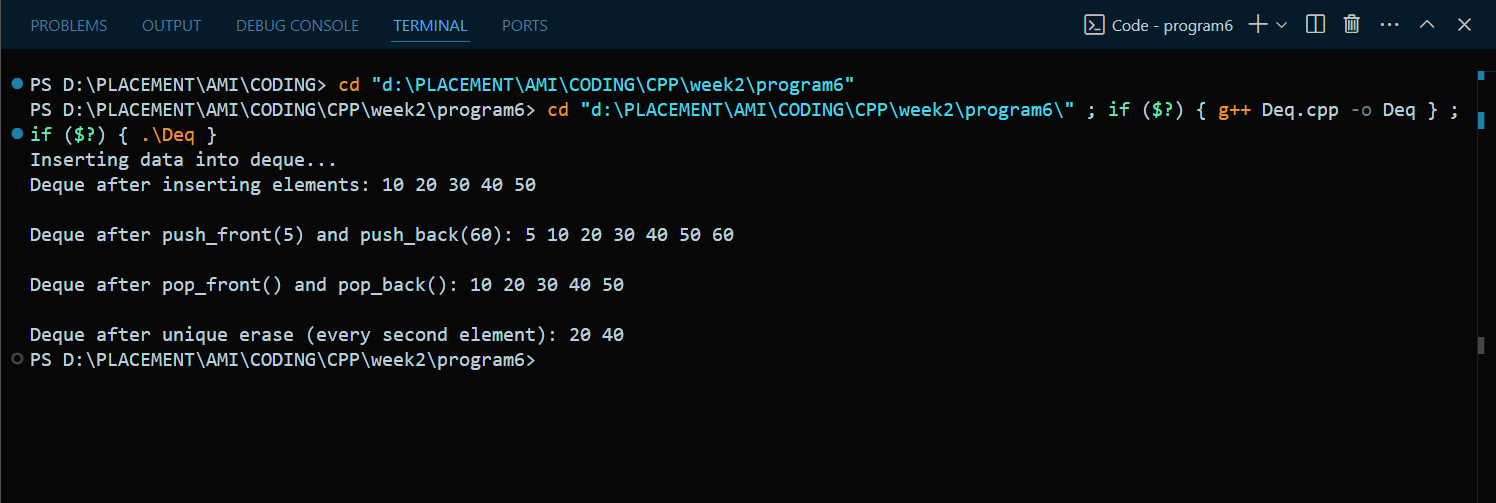 PROBLEMS OUTPUT DEBUG CONSOLE TERMINAL PORTS Code - program6
PS D:\PLACEMENT\AMI\CODING> cd "d:\PLACEMENT\AMI\CODING\CPP\week2\program6"
PS D:\PLACEMENT\AMI\CODING\CPP\week2\program6> cd "d:\PLACEMENT\AMI\CODING\CPP\week2\program6\" ; if ($?) { g++ Deq.cpp -o Deq } ;
if ($?) { .\Deq }
Inserting data into deque...
Deque after inserting elements: 10 20 30 40 50
Deque after push_front(5) and push_back(60): 5 10 20 30 40 50 60
Deque after pop_front() and pop_back(): 10 20 30 40 50
Deque after unique erase (every second element): 20 40
PS D:\PLACEMENT\AMI\CODING\CPP\week2\program6>